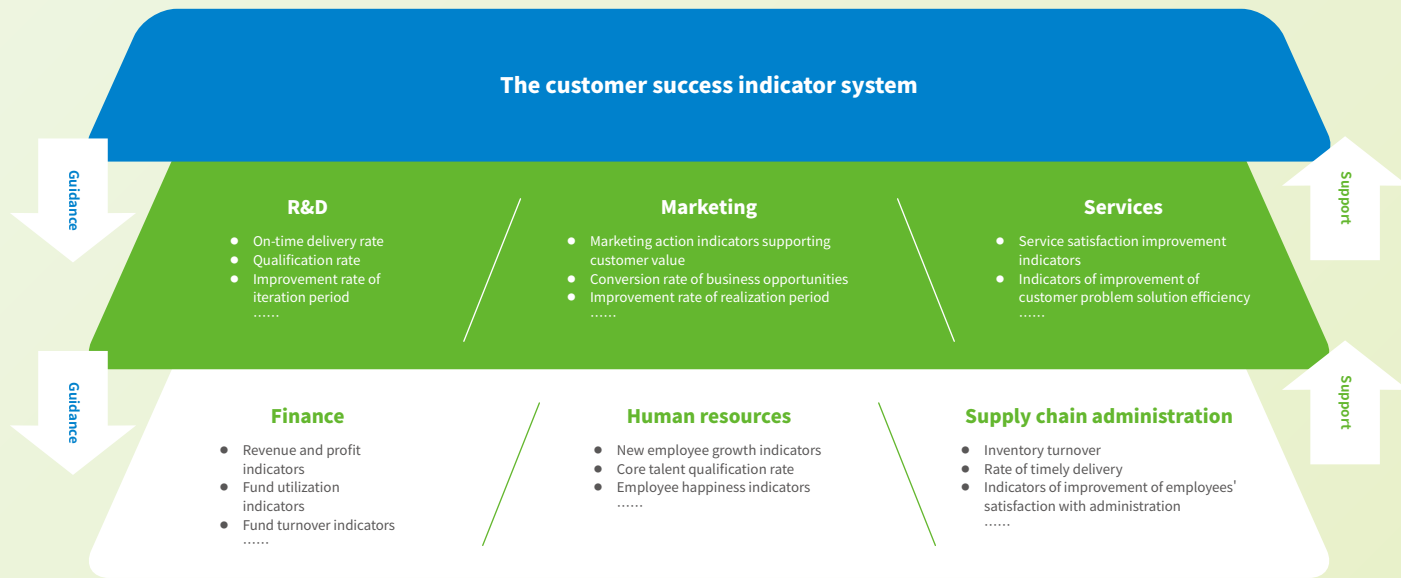 The customer success indicator system
Guidance
Support
R&D
● On-time delivery rate
● Qualification rate
● Improvement rate of
iteration period
......
Marketing
● Marketing action indicators supporting
customer value
● Conversion rate of business opportunities
● Improvement rate of realization period
......
Services
● Service satisfaction improvement
indicators
● Indicators of improvement of
customer problem solution efficiency
......
Guidance
Support
Finance
● Revenue and profit
indicators
● Fund utilization
indicators
● Fund turnover indicators
......
Human resources
● New employee growth indicators
● Core talent qualification rate
● Employee happiness indicators
......
Supply chain administration
● Inventory turnover
● Rate of timely delivery
● Indicators of improvement of employees'
satisfaction with administration
......